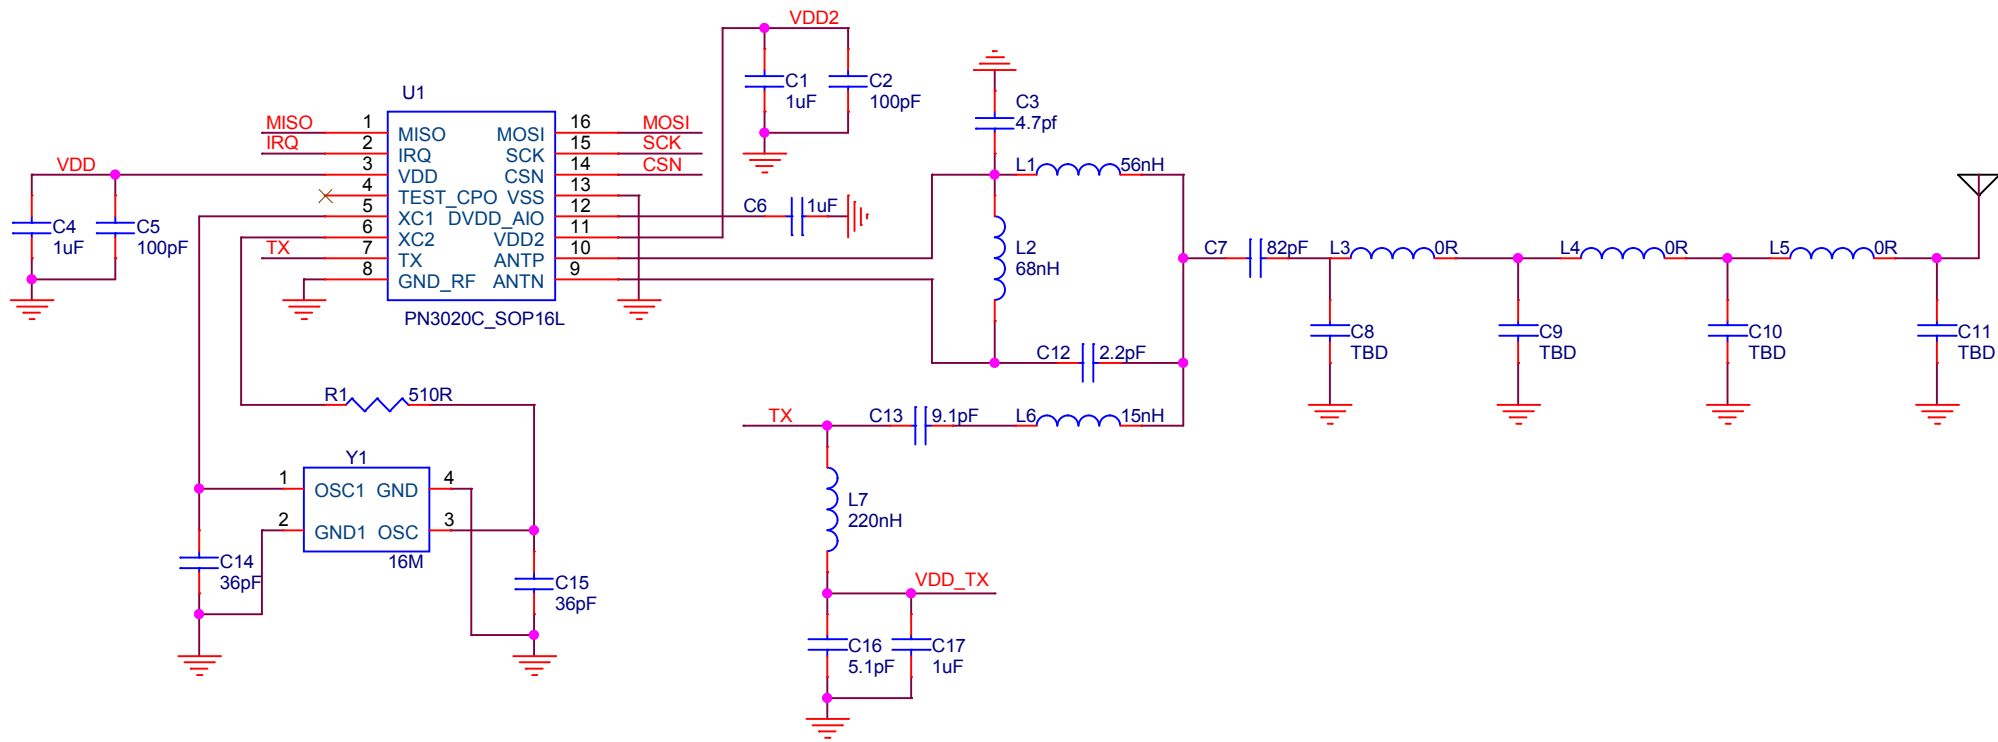 VDD2
C1
1uF
C2
100pF
U1
MISO
1
MISO
MOSI
16
MOSI
IRQ
2
IRQ
SCK
15
SCK
VDD
3
VDD
CSN
14
CSN
4
TEST_CPO
VSS
13
5
XC1
DVDD_AIO
12
6
XC2
VDD2
11
TX
7
TX
ANTP
10
8
GND_RF
ANTN
9
PN3020C_SOP16L
C4
1uF
C5
100pF
C6
1uF
C3
4.7pf
L1
56nH
L2
68nH
C12
2.2pF
C7
82pF
L3
0R
L4
0R
L5
0R
C8
TBD
C9
TBD
C10
TBD
C11
TBD
R1
510R
Y1
1
OSC1
GND
4
2
GND1
OSC
3
16M
C14
36pF
C15
36pF
TX
C13
9.1pF
L6
15nH
L7
220nH
VDD_TX
C16
5.1pF
C17
1uF